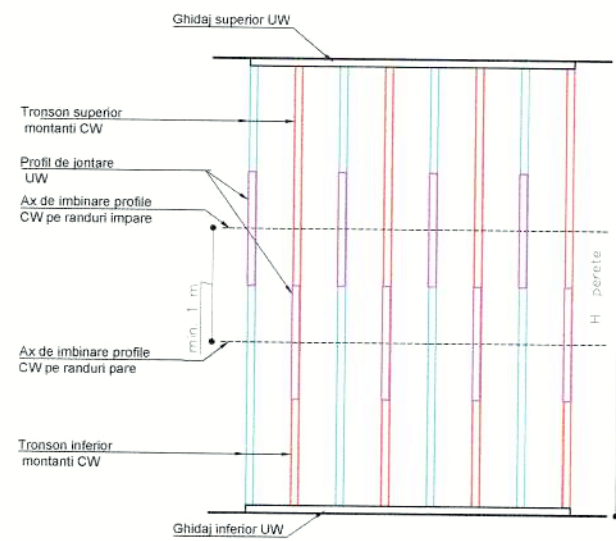 Ghidaj superior UW
Tronson superior
montanti CW
Profil de jontare
UW
Ax de imbinare profile
CW pe randuri impare
min. 1 m
H perete
Ax de imbinare profile
CW pe randuri pare
Tronson inferior
montanti CW
Ghidaj inferior UW